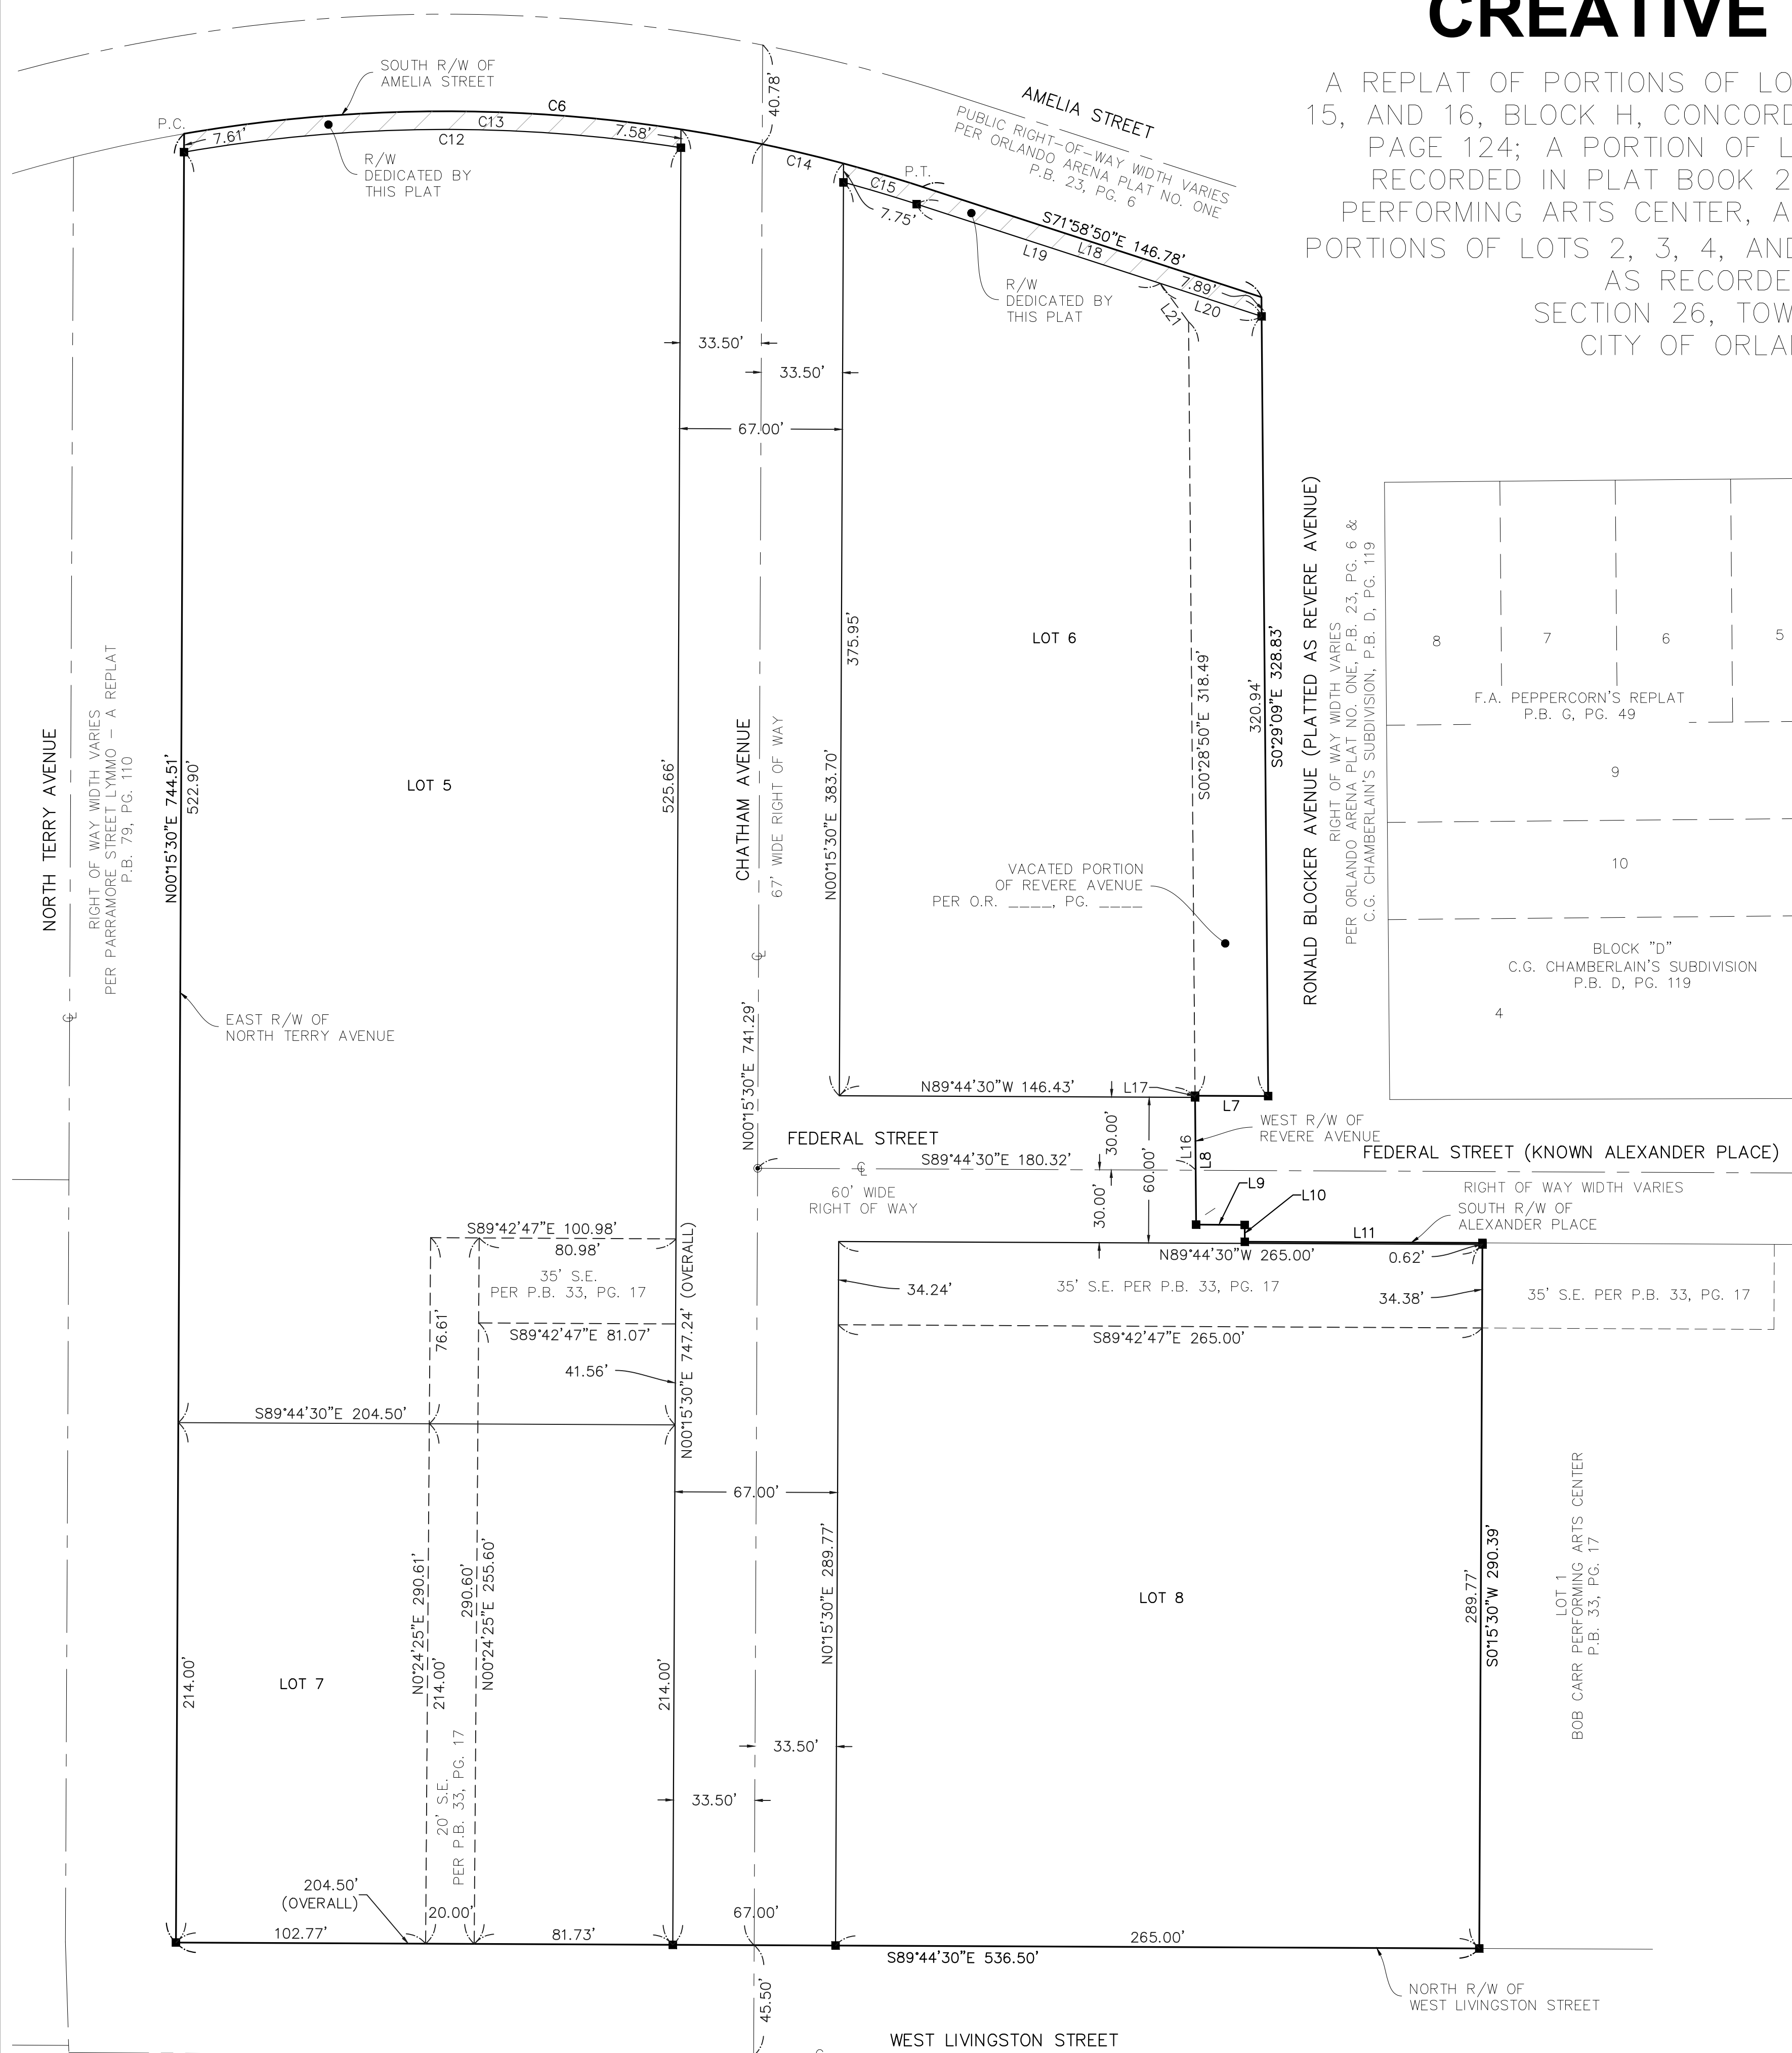 CREATIVE
A REPLAT OF PORTIONS OF LO
15, AND 16, BLOCK H, CONCORD
PAGE 124; A PORTION OF L
RECORDED IN PLAT BOOK 2
PERFORMING ARTS CENTER, A
PORTIONS OF LOTS 2, 3, 4, AND
AS RECORDE
SECTION 26, TOW
CITY OF ORLA
SOUTH R/W OF
AMELIA STREET
C6
C13
C12
P.C.
7.61'
7.58'
R/W
DEDICATED BY
THIS PLAT
40.78'
AMELIA STREET
PUBLIC RIGHT-OF-WAY WIDTH VARIES
PER ORLANDO ARENA PLAT NO. ONE
P.B. 23, PG. 6
C14
C15
P.T.
7.75'
S71°58'50"E 146.78'
L18
L19
7.89'
L20
L21
R/W
DEDICATED BY
THIS PLAT
33.50'
33.50'
67.00'
NORTH TERRY AVENUE
RIGHT OF WAY WIDTH VARIES
PER PARRAMORE STREET LYMMO – A REPLAT
P.B. 79, PG. 110
N00°15'30"E 744.51'
522.90'
LOT 5
525.66'
EAST R/W OF
NORTH TERRY AVENUE
CHATHAM AVENUE
67' WIDE RIGHT OF WAY
N00°15'30"E 741.29'
N00°15'30"E 383.70'
375.95'
LOT 6
VACATED PORTION
OF REVERE AVENUE
PER O.R. ____, PG. ____
S00°28'50"E 318.49'
320.94'
S0°29'09"E 328.83'
RONALD BLOCKER AVENUE (PLATTED AS REVERE AVENUE)
RIGHT OF WAY WIDTH VARIES
PER ORLANDO ARENA PLAT NO. ONE, P.B. 23, PG. 6 &
C.G. CHAMBERLAIN'S SUBDIVISION, P.B. D, PG. 119
8
7
6
5
F.A. PEPPERCORN'S REPLAT
P.B. G, PG. 49
9
10
BLOCK "D"
C.G. CHAMBERLAIN'S SUBDIVISION
P.B. D, PG. 119
4
N89°44'30"W 146.43'
L17
L7
WEST R/W OF
REVERE AVENUE
L16
L8
FEDERAL STREET
S89°44'30"E 180.32'
℄
60' WIDE
RIGHT OF WAY
30.00'
30.00'
60.00'
L9
L10
L11
FEDERAL STREET (KNOWN ALEXANDER PLACE)
RIGHT OF WAY WIDTH VARIES
SOUTH R/W OF
ALEXANDER PLACE
N89°44'30"W 265.00'
0.62'
34.24'
35' S.E. PER P.B. 33, PG. 17
34.38'
35' S.E. PER P.B. 33, PG. 17
S89°42'47"E 265.00'
S89°42'47"E 100.98'
80.98'
35' S.E.
PER P.B. 33, PG. 17
76.61'
S89°42'47"E 81.07'
41.56'
N00°15'30"E 747.24' (OVERALL)
S89°44'30"E 204.50'
67.00'
214.00'
LOT 7
N0°24'25"E 290.61'
214.00'
290.60'
N00°24'25"E 255.60'
20' S.E.
PER P.B. 33, PG. 17
214.00'
33.50'
33.50'
N0°15'30"E 289.77'
LOT 8
289.77'
S0°15'30"W 290.39'
LOT 1
BOB CARR PERFORMING ARTS CENTER
P.B. 33, PG. 17
204.50'
(OVERALL)
102.77'
20.00'
81.73'
67.00'
265.00'
S89°44'30"E 536.50'
45.50'
NORTH R/W OF
WEST LIVINGSTON STREET
WEST LIVINGSTON STREET